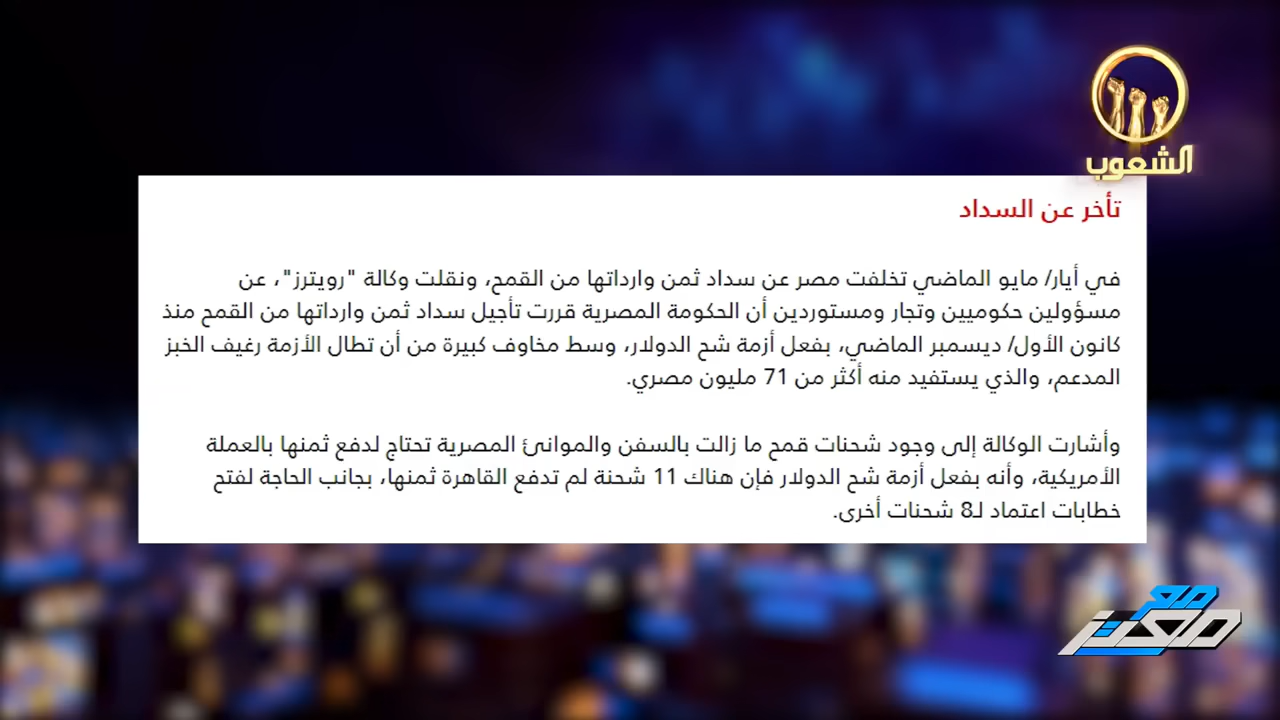 الشعوب
تأخر عن السداد
في أيار/ مايو الماضي تخلفت مصر عن سداد ثمن وارداتها من القمح، ونقلت وكالة "رويترز"، عن
مسؤولين حكوميين وتجار ومستوردين أن الحكومة المصرية قررت تأجيل سداد ثمن وارداتها من القمح منذ
كانون الأول/ ديسمبر الماضي، بفعل أزمة شح الدولار، وسط مخاوف كبيرة من أن تطال الأزمة رغيف الخبز
المدعم، والذي يستفيد منه أكثر من 71 مليون مصري.
وأشارت الوكالة إلى وجود شحنات قمح ما زالت بالسفن والموانئ المصرية تحتاج لدفع ثمنها بالعملة
الأمريكية، وأنه بفعل أزمة شح الدولار فإن هناك 11 شحنة لم تدفع القاهرة ثمنها، بجانب الحاجة لفتح
خطابات اعتماد لـ8 شحنات أخرى.
مع